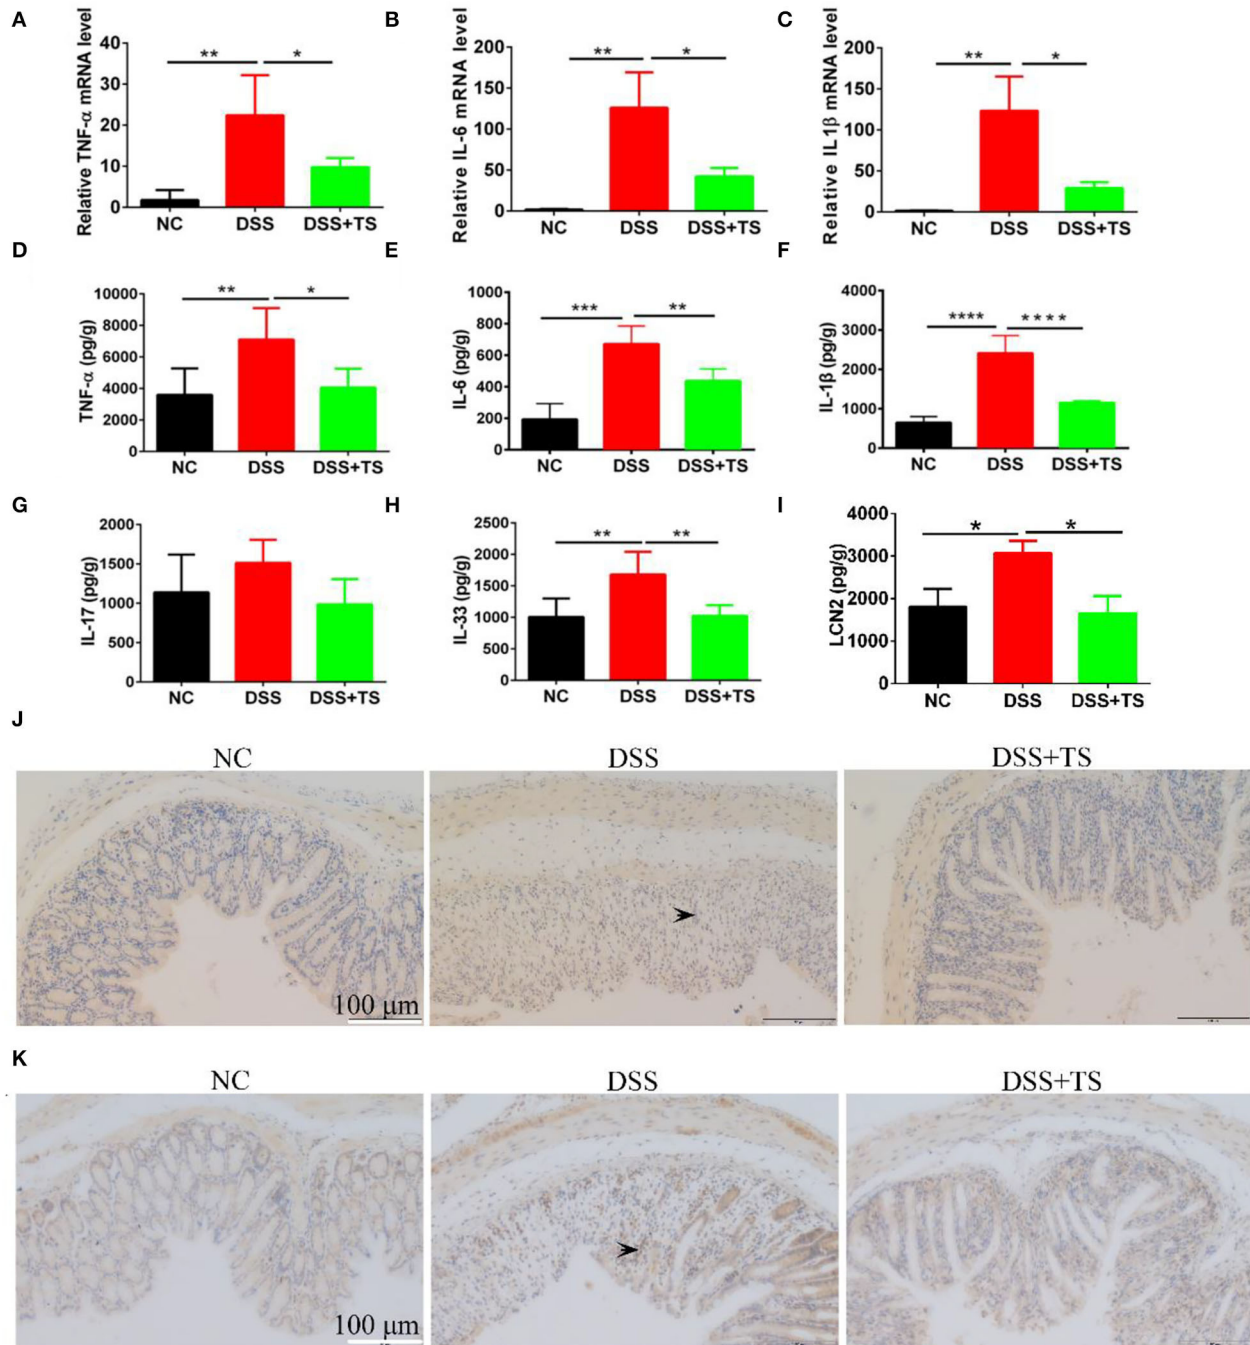 A
B
C
Relative TNF-α mRNA level
40
30
20
10
0
**
*
NC
DSS
DSS+TS
Relative IL-6 mRNA level
200
150
100
50
0
**
*
NC
DSS
DSS+TS
Relative IL1β mRNA level
200
150
100
50
0
**
*
NC
DSS
DSS+TS
D
E
F
TNF-α (pg/g)
10000
8000
6000
4000
2000
0
**
*
NC
DSS
DSS+TS
IL-6 (pg/g)
1000
800
600
400
200
0
***
**
NC
DSS
DSS+TS
IL-1β (pg/g)
4000
3000
2000
1000
0
****
****
NC
DSS
DSS+TS
G
H
I
IL-17 (pg/g)
2000
1500
1000
500
0
NC
DSS
DSS+TS
IL-33 (pg/g)
2500
2000
1500
1000
500
0
**
**
NC
DSS
DSS+TS
LCN2 (pg/g)
4000
3000
2000
1000
0
*
*
NC
DSS
DSS+TS
J
NC
DSS
DSS+TS
100 μm
K
NC
DSS
DSS+TS
100 μm